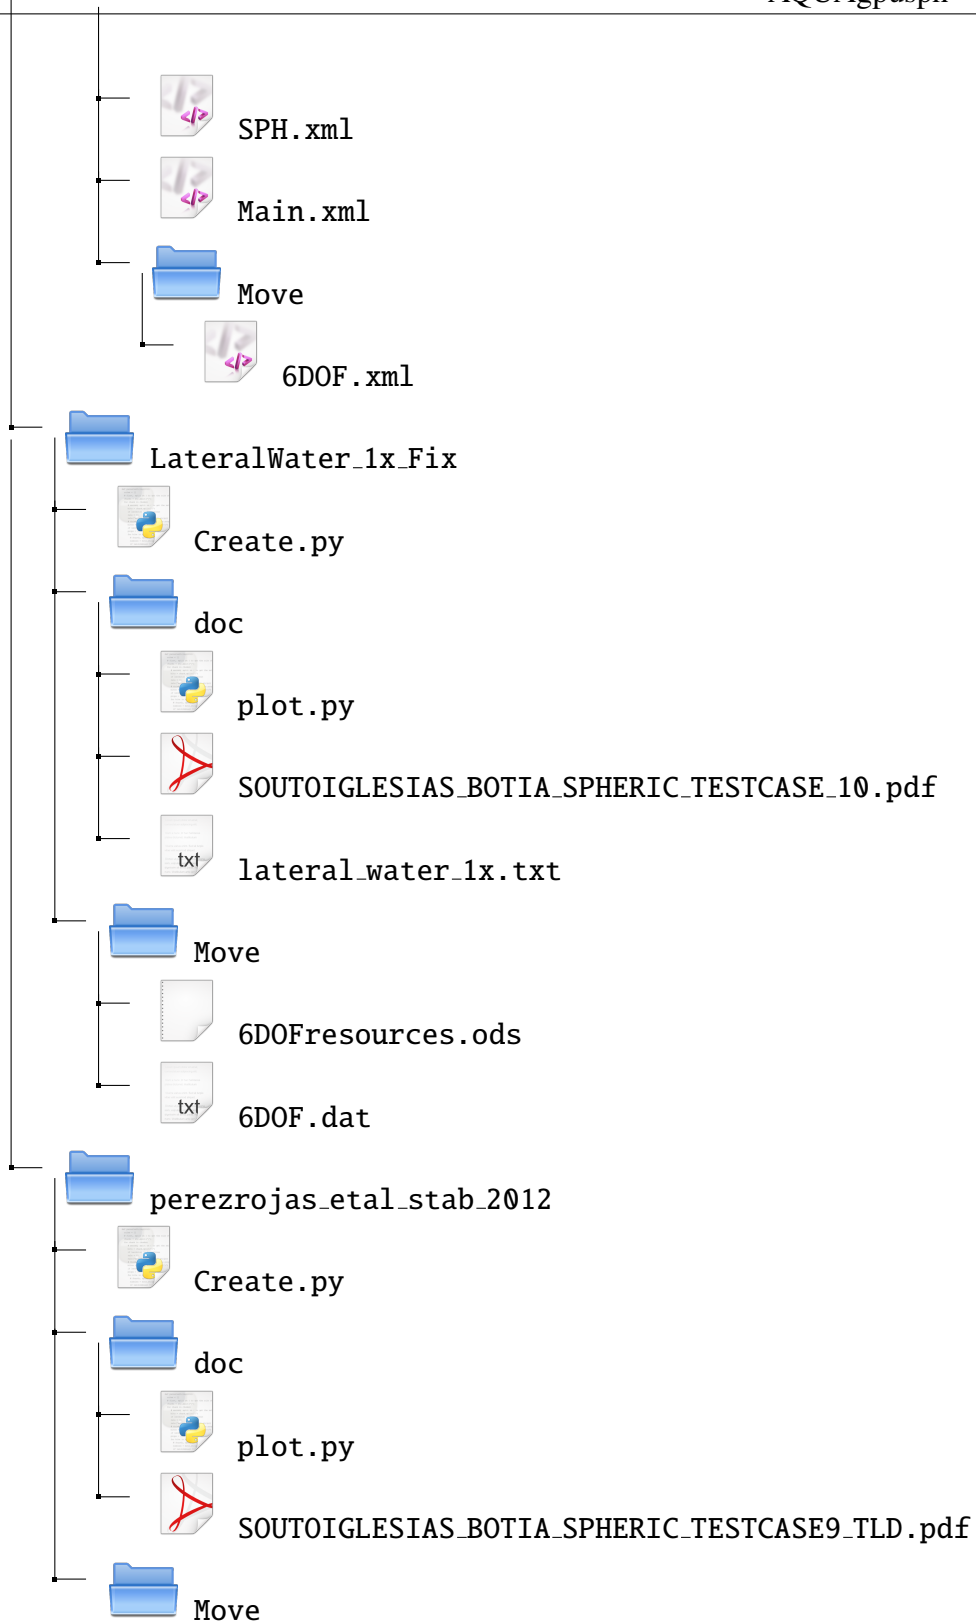 AQUAgpusph
SPH.xml
Main.xml
Move
6DOF.xml
LateralWater_1x_Fix
Create.py
doc
plot.py
SOUTOIGLESIAS_BOTIA_SPHERIC_TESTCASE_10.pdf
txt
lateral_water_1x.txt
Move
6DOFresources.ods
txt
6DOF.dat
perezrojas_etal_stab_2012
Create.py
doc
plot.py
SOUTOIGLESIAS_BOTIA_SPHERIC_TESTCASE9_TLD.pdf
Move